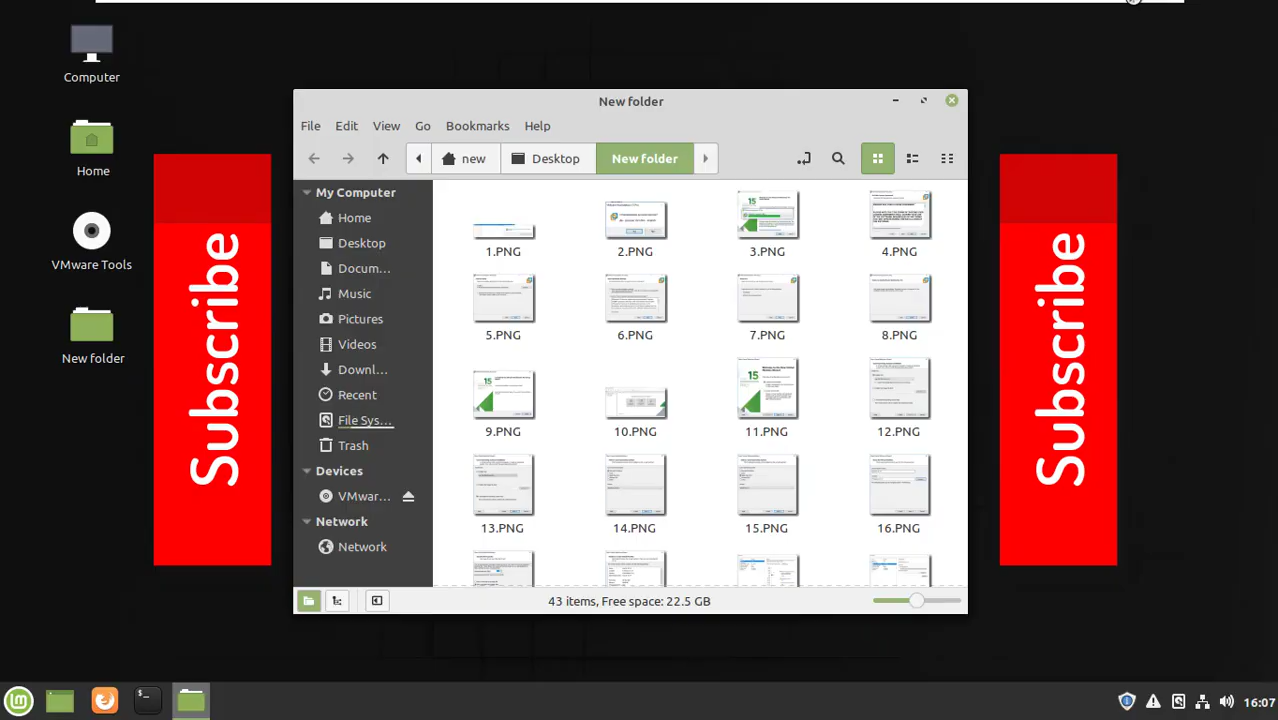 Computer
Home
VMware Tools
New folder
Subscribe
New folder
File Edit View Go Bookmarks Help
new Desktop New folder
My Computer
Home
Desktop
Docum...
Music
Pictures
Videos
Downl...
Recent
File Sys...
Trash
Devices
VMwar...
Network
Network
1.PNG 2.PNG 3.PNG 4.PNG
5.PNG 6.PNG 7.PNG 8.PNG
15 15
9.PNG 10.PNG 11.PNG 12.PNG
13.PNG 14.PNG 15.PNG 16.PNG
43 items, Free space: 22.5 GB
Subscribe
16:07